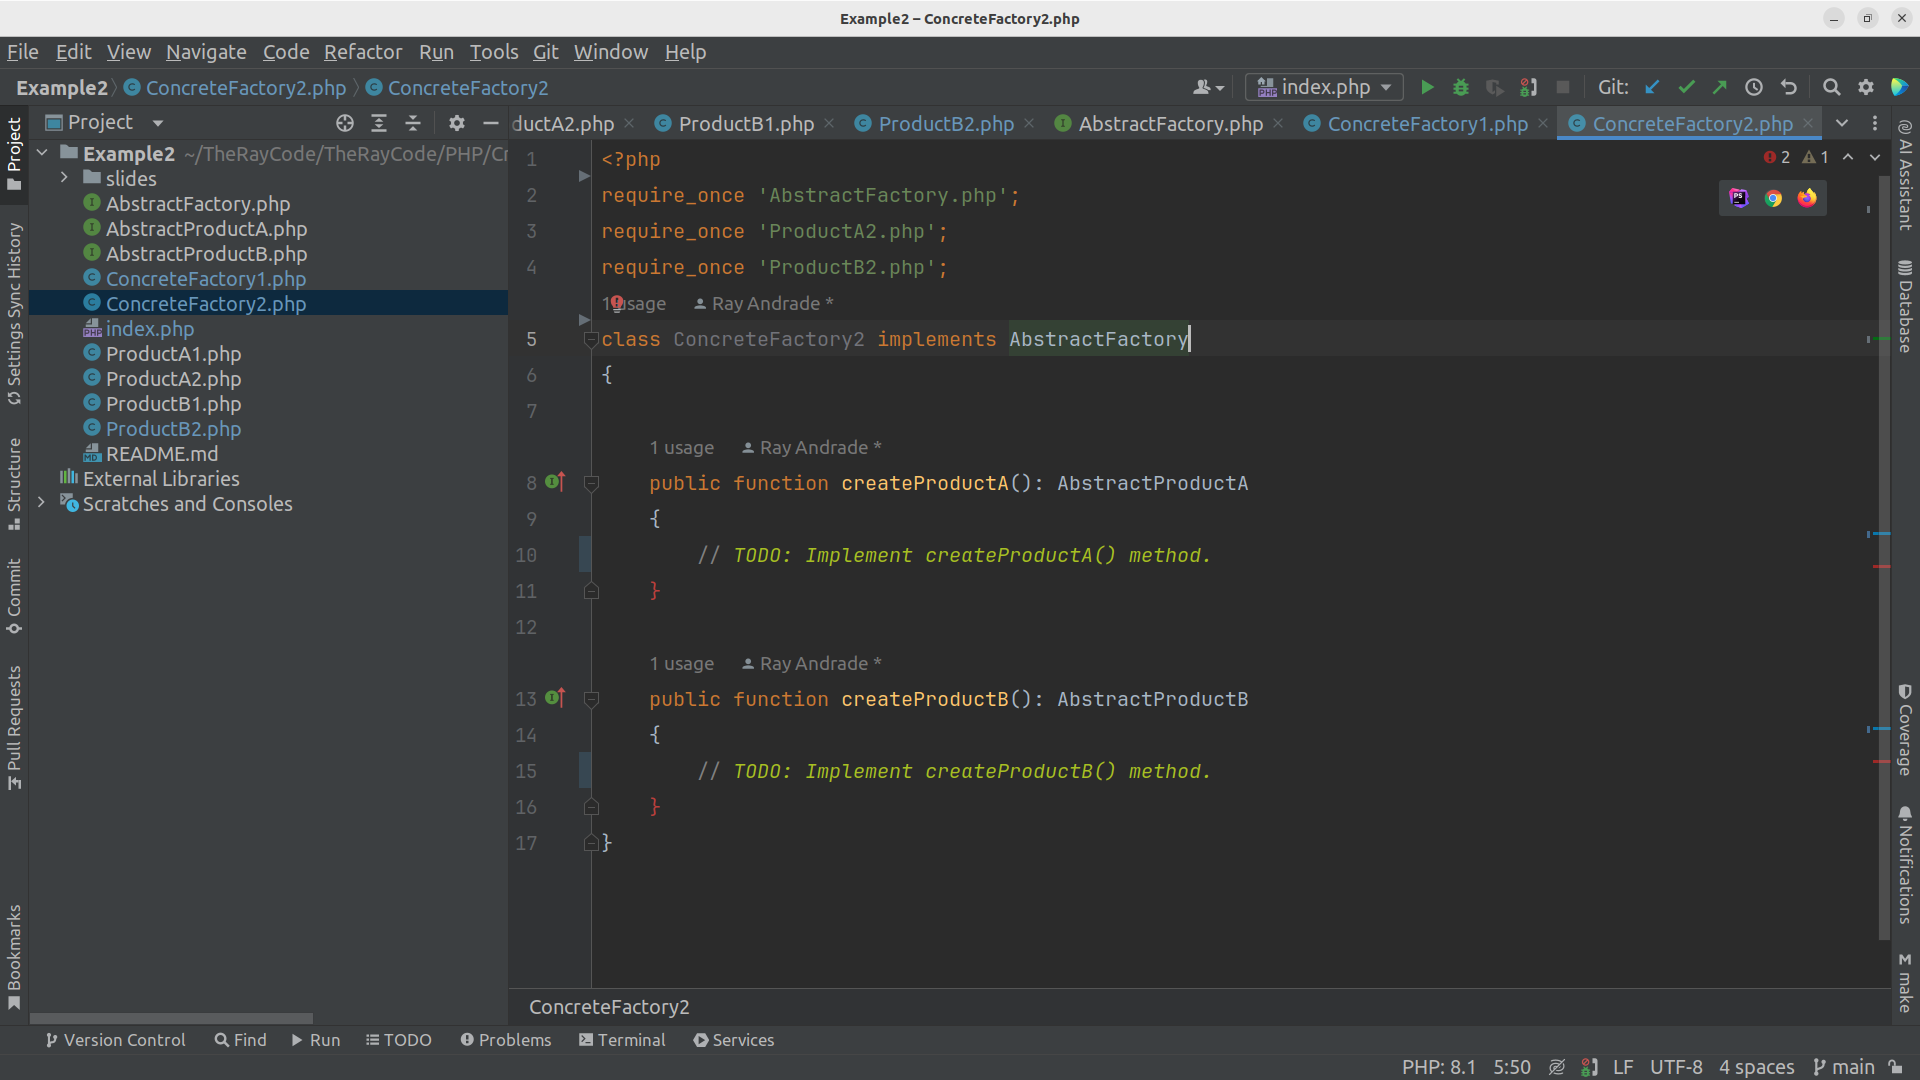 Example2 – ConcreteFactory2.php
File Edit View Navigate Code Refactor Run Tools Git Window Help
Example2 ConcreteFactory2.php ConcreteFactory2
index.php
Git:
Project
ductA2.php ProductB1.php ProductB2.php AbstractFactory.php ConcreteFactory1.php ConcreteFactory2.php
Example2 ~/TheRayCode/TheRayCode/PHP/Cr
slides
AbstractFactory.php
AbstractProductA.php
AbstractProductB.php
ConcreteFactory1.php
ConcreteFactory2.php
index.php
ProductA1.php
ProductA2.php
ProductB1.php
ProductB2.php
README.md
External Libraries
Scratches and Consoles
2 1
1 <?php
2 require_once 'AbstractFactory.php';
3 require_once 'ProductA2.php';
4 require_once 'ProductB2.php';
1 usage Ray Andrade *
5 class ConcreteFactory2 implements AbstractFactory
6 {
7
1 usage Ray Andrade *
8 public function createProductA(): AbstractProductA
9 {
10 // TODO: Implement createProductA() method.
11 }
12
1 usage Ray Andrade *
13 public function createProductB(): AbstractProductB
14 {
15 // TODO: Implement createProductB() method.
16 }
17 }
ConcreteFactory2
Project
Settings Sync History
Structure
Commit
Pull Requests
Bookmarks
AI Assistant
Database
Coverage
Notifications
make
Version Control Find Run TODO Problems Terminal Services
PHP: 8.1 5:50 LF UTF-8 4 spaces main